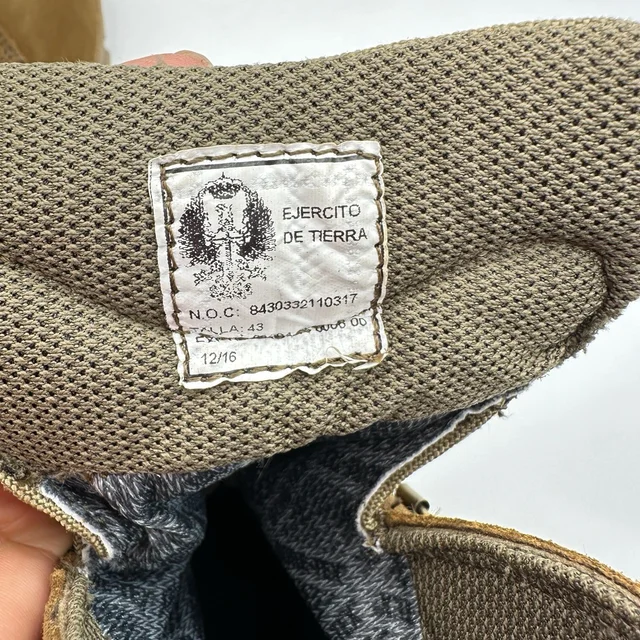 EJERCITO
DE TIERRA
N.O.C: 8430332110317
TALLA: 43
12/16